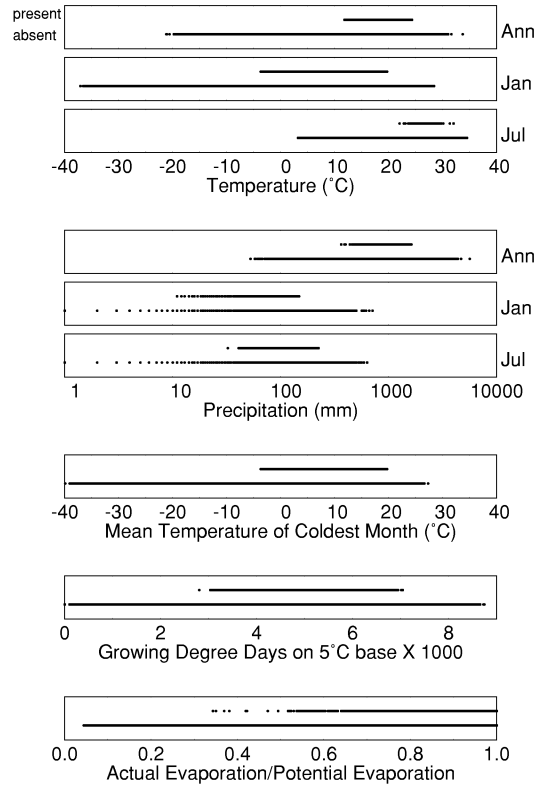 present
absent
Ann
Jan
Jul
-40 -30 -20 -10 0 10 20 30 40
Temperature (˚C)
Ann
Jan
Jul
1 10 100 1000 10000
Precipitation (mm)
-40 -30 -20 -10 0 10 20 30 40
Mean Temperature of Coldest Month (˚C)
0 2 4 6 8
Growing Degree Days on 5˚C base X 1000
0.0 0.2 0.4 0.6 0.8 1.0
Actual Evaporation/Potential Evaporation